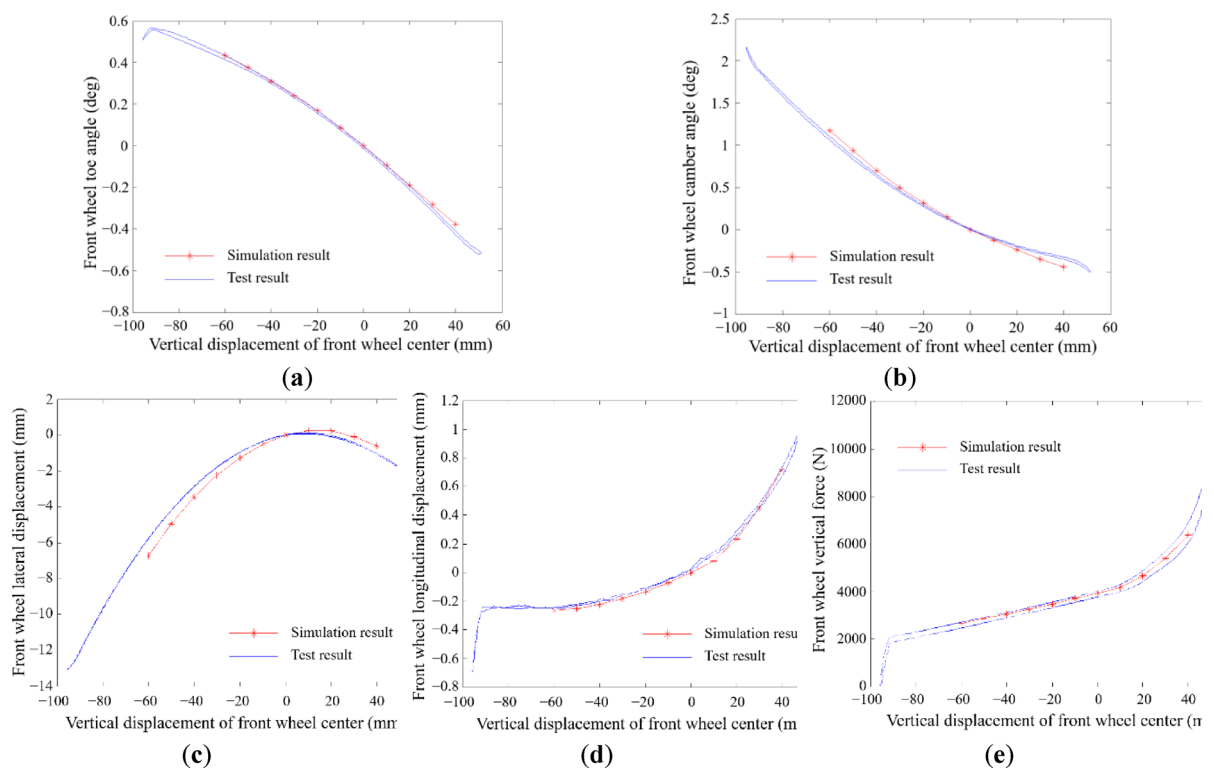 0.6
0.4
0.2
0
−0.2
−0.4
−0.6
−0.8
Front wheel toe angle (deg)
Simulation result
Test result
−100 −80 −60 −40 −20 0 20 40 60
Vertical displacement of front wheel center (mm)
(a)
2.5
2
1.5
1
0.5
0
−0.5
−1
Front wheel camber angle (deg)
Simulation result
Test result
−100 −80 −60 −40 −20 0 20 40 60
Vertical displacement of front wheel center (mm)
(b)
2
0
−2
−4
−6
−8
−10
−12
−14
Front wheel lateral displacement (mm)
Simulation result
Test result
−100 −80 −60 −40 −20 0 20 40
Vertical displacement of front wheel center (mm
(c)
1.2
1
0.8
0.6
0.4
0.2
0
−0.2
−0.4
−0.6
−0.8
Front wheel longitudinal displacement (mm)
Simulation resu
Test result
−100 −80 −60 −40 −20 0 20 40
Vertical displacement of front wheel center (m
(d)
12000
10000
8000
6000
4000
2000
0
Front wheel vertical force (N)
Simulation result
Test result
−100 −80 −60 −40 −20 0 20 40
Vertical displacement of front wheel center (m
(e)